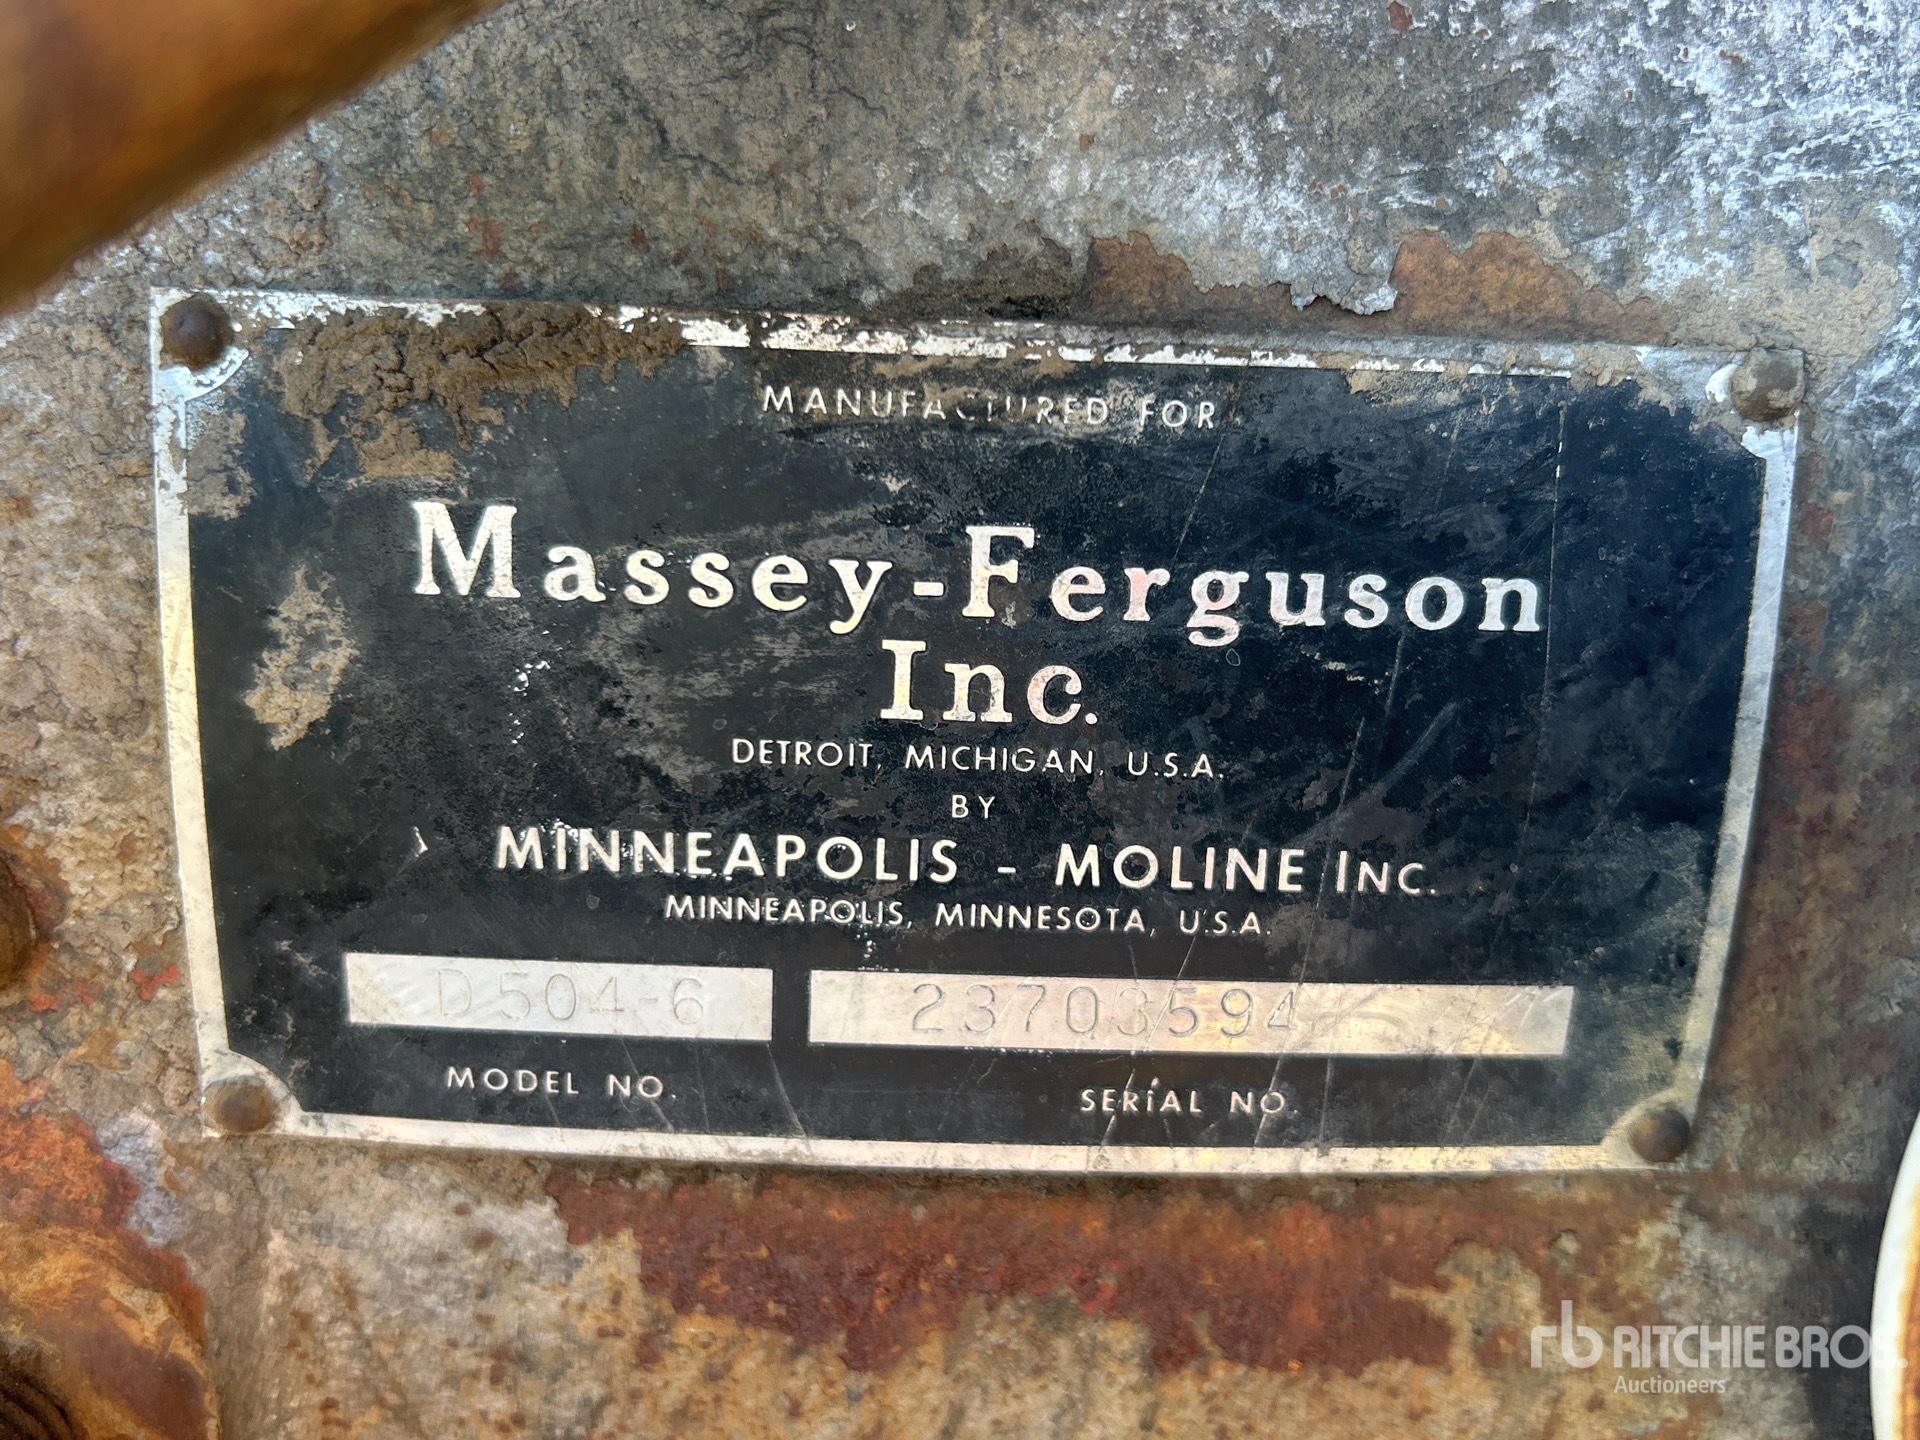 MANUFACTURED FOR
Massey-Ferguson
Inc.
DETROIT, MICHIGAN, U.S.A.
BY
MINNEAPOLIS - MOLINE INC.
MINNEAPOLIS, MINNESOTA, U.S.A.
D504-6 23703594
MODEL NO. SERIAL NO.
rb RITCHIE BROS.
Auctioneers